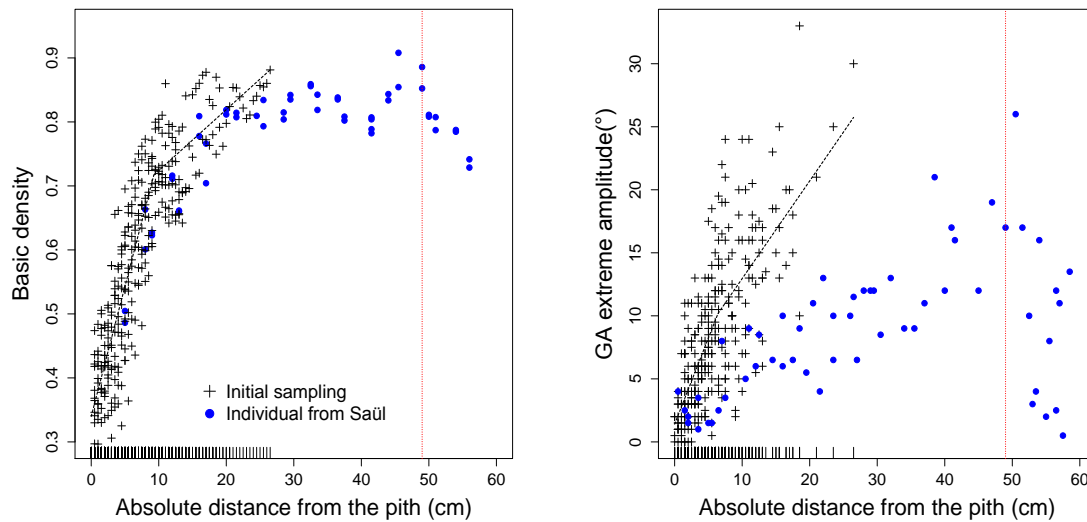 Basic density
0.9
0.8
0.7
0.6
0.5
0.4
0.3
Initial sampling
Individual from Saül
0 10 20 30 40 50 60
Absolute distance from the pith (cm)
GA extreme amplitude(°)
30
25
20
15
10
5
0
0 10 20 30 40 50 60
Absolute distance from the pith (cm)